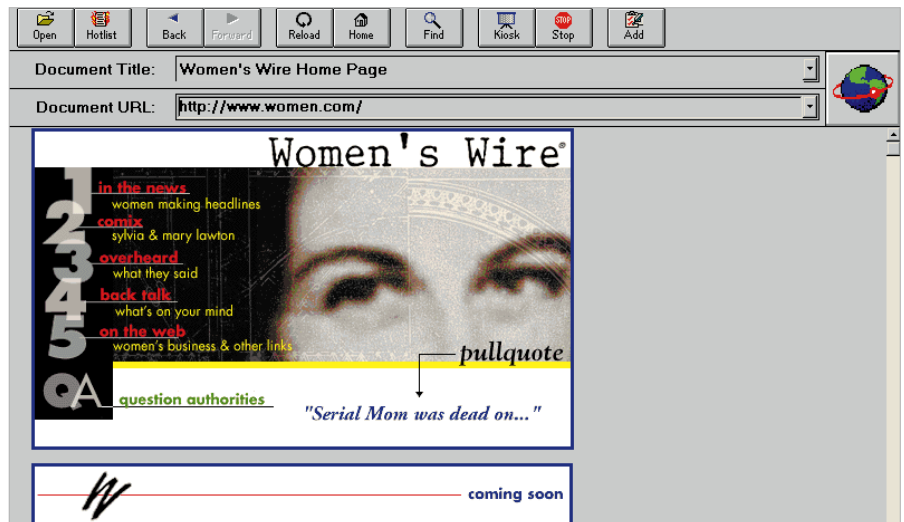 Open Hotlist Back Forward Reload Home Find Kiosk Stop Add
STOP
Document Title: Women's Wire Home Page
Document URL: http://www.women.com/
Women's Wire®
1 in the news
women making headlines
2 comix
sylvia & mary lawton
3 overheard
what they said
4 back talk
what's on your mind
5 on the web
women's business & other links
pullquote
QA question authorities
"Serial Mom was dead on..."
W
coming soon